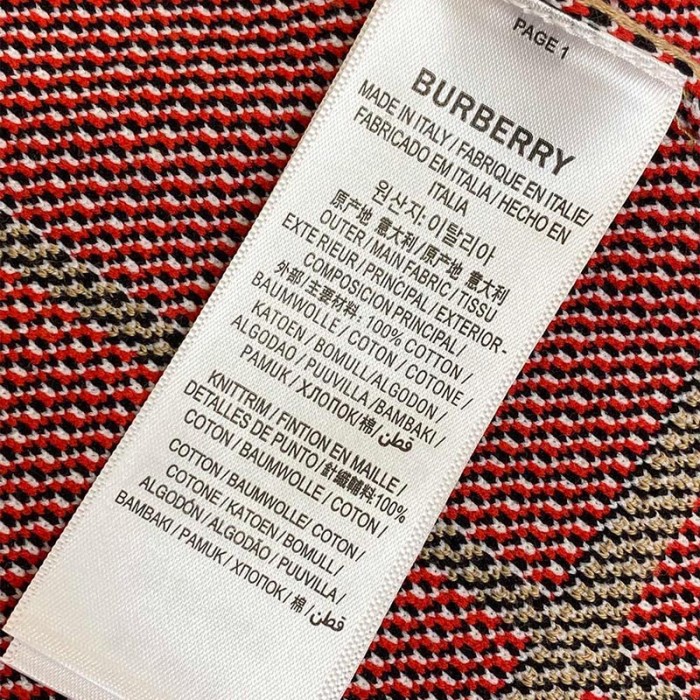 PAGE 1
BURBERRY
MADE IN ITALY / FABRIQUE EN ITALIE/
FABRICADO EM ITALIA / HECHO EN
ITALIA
원산지: 이탈리아
原产地 意大利 / 原产地 意大利
OUTER / MAIN FABRIC / TISSU
EXTE RIEUR / PRINCIPAL / EXTERIOR-
COMPOSICION PRINCIPAL /
外部/ 主要材料: 100% COTTON /
BAUMWOLLE / COTON / COTONE /
KATOEN / BOMULL / ALGODON /
ALGODAO / PUUVILLA / BAMBAKI /
PAMUK / ХЛОПОК / 棉 / قطن
KNITTRIM / FINTION EN MAILLE /
DETALLES DE PUNTO / 針織輔料: 100%
COTON / BAUMWOLLE / COTON /
COTTON / BAUMWOLLE/ COTON /
COTONE / KATOEN / BOMULL /
ALGODÓN / ALGODÃO / PUUVILLA /
BAMBAKI / PAMUK / ХЛОПОК / 棉 / قطن